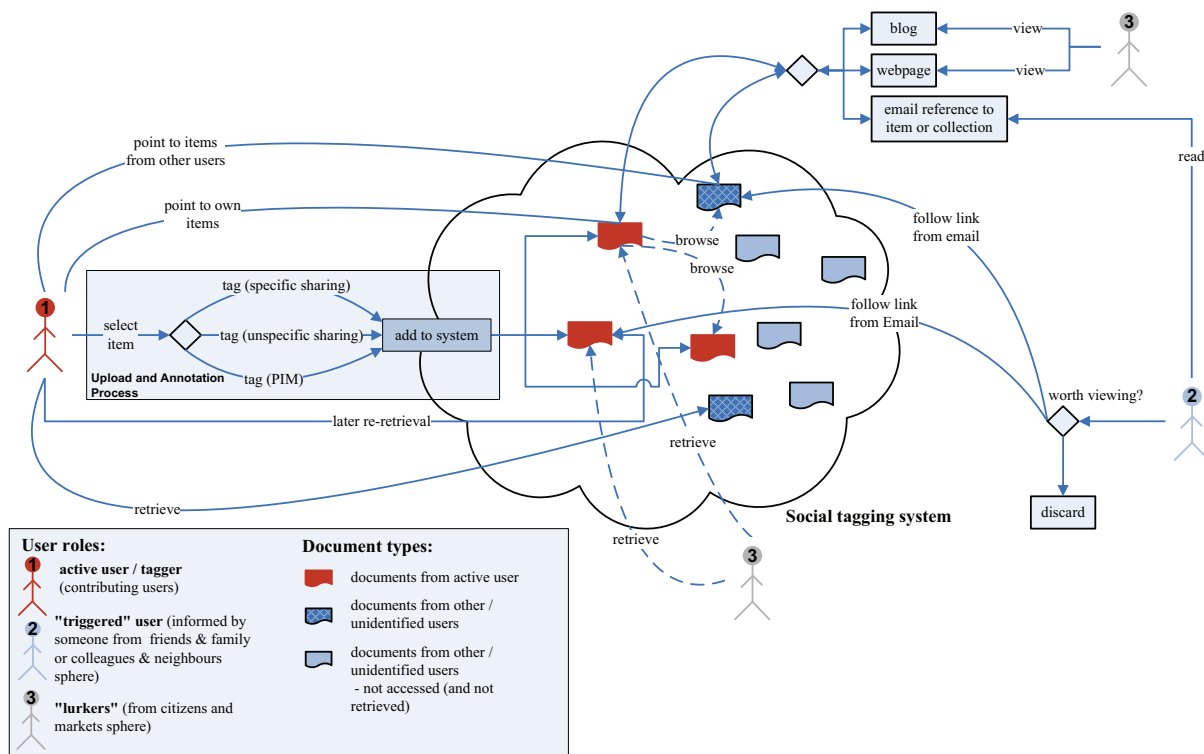 3
blog
view
webpage
view
email reference to
item or collection
point to items
from other users
read
point to own
items
follow link
from email
browse
browse
1
tag (specific sharing)
follow link
from Email
select
item
tag (unspecific sharing)
add to system
tag (PIM)
Upload and Annotation
Process
worth viewing?
2
later re-retrieval
retrieve
retrieve
discard
Social tagging system
retrieve
3
User roles:
1
active user / tagger
(contributing users)
2
"triggered" user (informed by
someone from friends & family
or colleagues & neighbours
sphere)
3
"lurkers" (from citizens and
markets sphere)
Document types:
documents from active user
documents from other /
unidentified users
documents from other /
unidentified users
- not accessed (and not
retrieved)